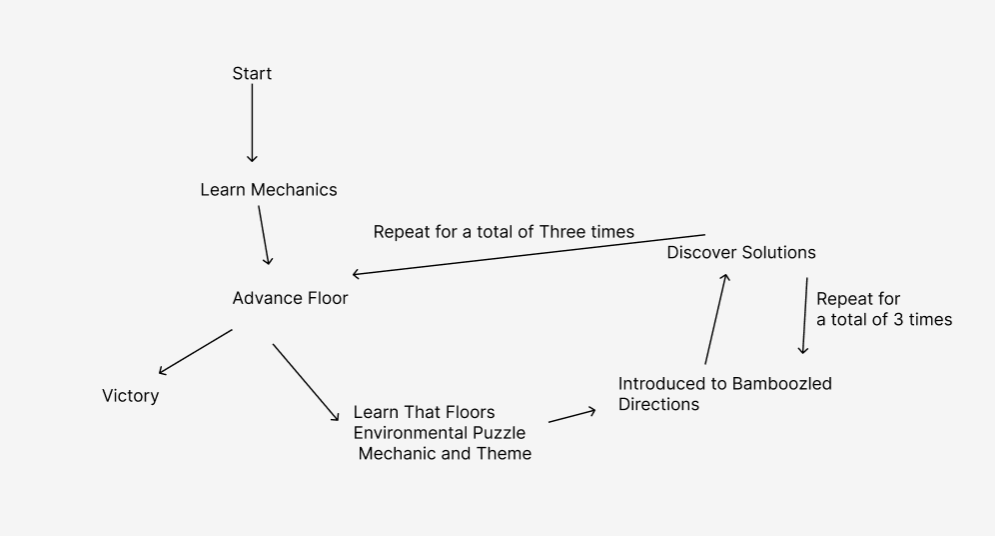 Start
Learn Mechanics
Repeat for a total of Three times
Discover Solutions
Advance Floor
Repeat for
a total of 3 times
Victory
Introduced to Bamboozled
Directions
Learn That Floors
Environmental Puzzle
Mechanic and Theme